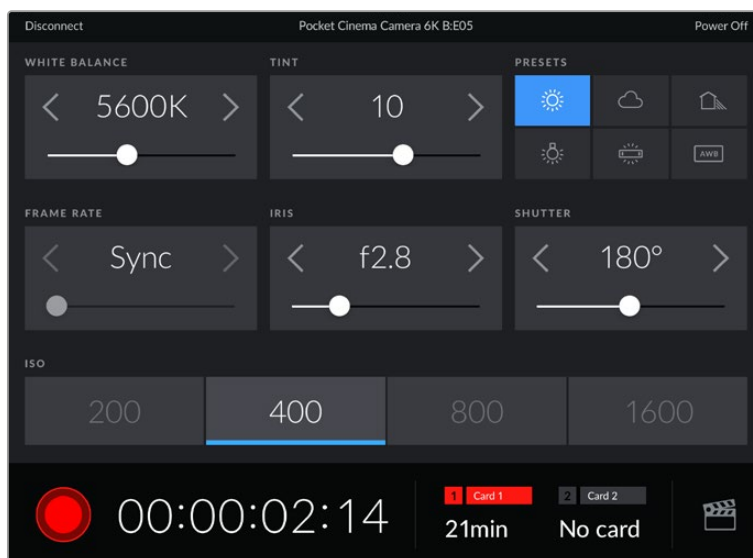 Disconnect Pocket Cinema Camera 6K B:E05 Power Off
WHITE BALANCE TINT PRESETS
5600K 10
AWB
FRAME RATE IRIS SHUTTER
Sync f2.8 180°
ISO
200 400 800 1600
1 Card 1 2 Card 2
00:00:02:14 21min No card